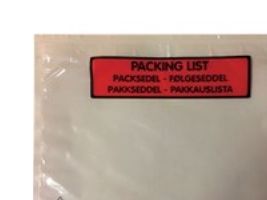 PACKING LIST
PACKSEDEL - FØLGESEDDEL
PAKKSEDDEL - PAKKAUSLISTA